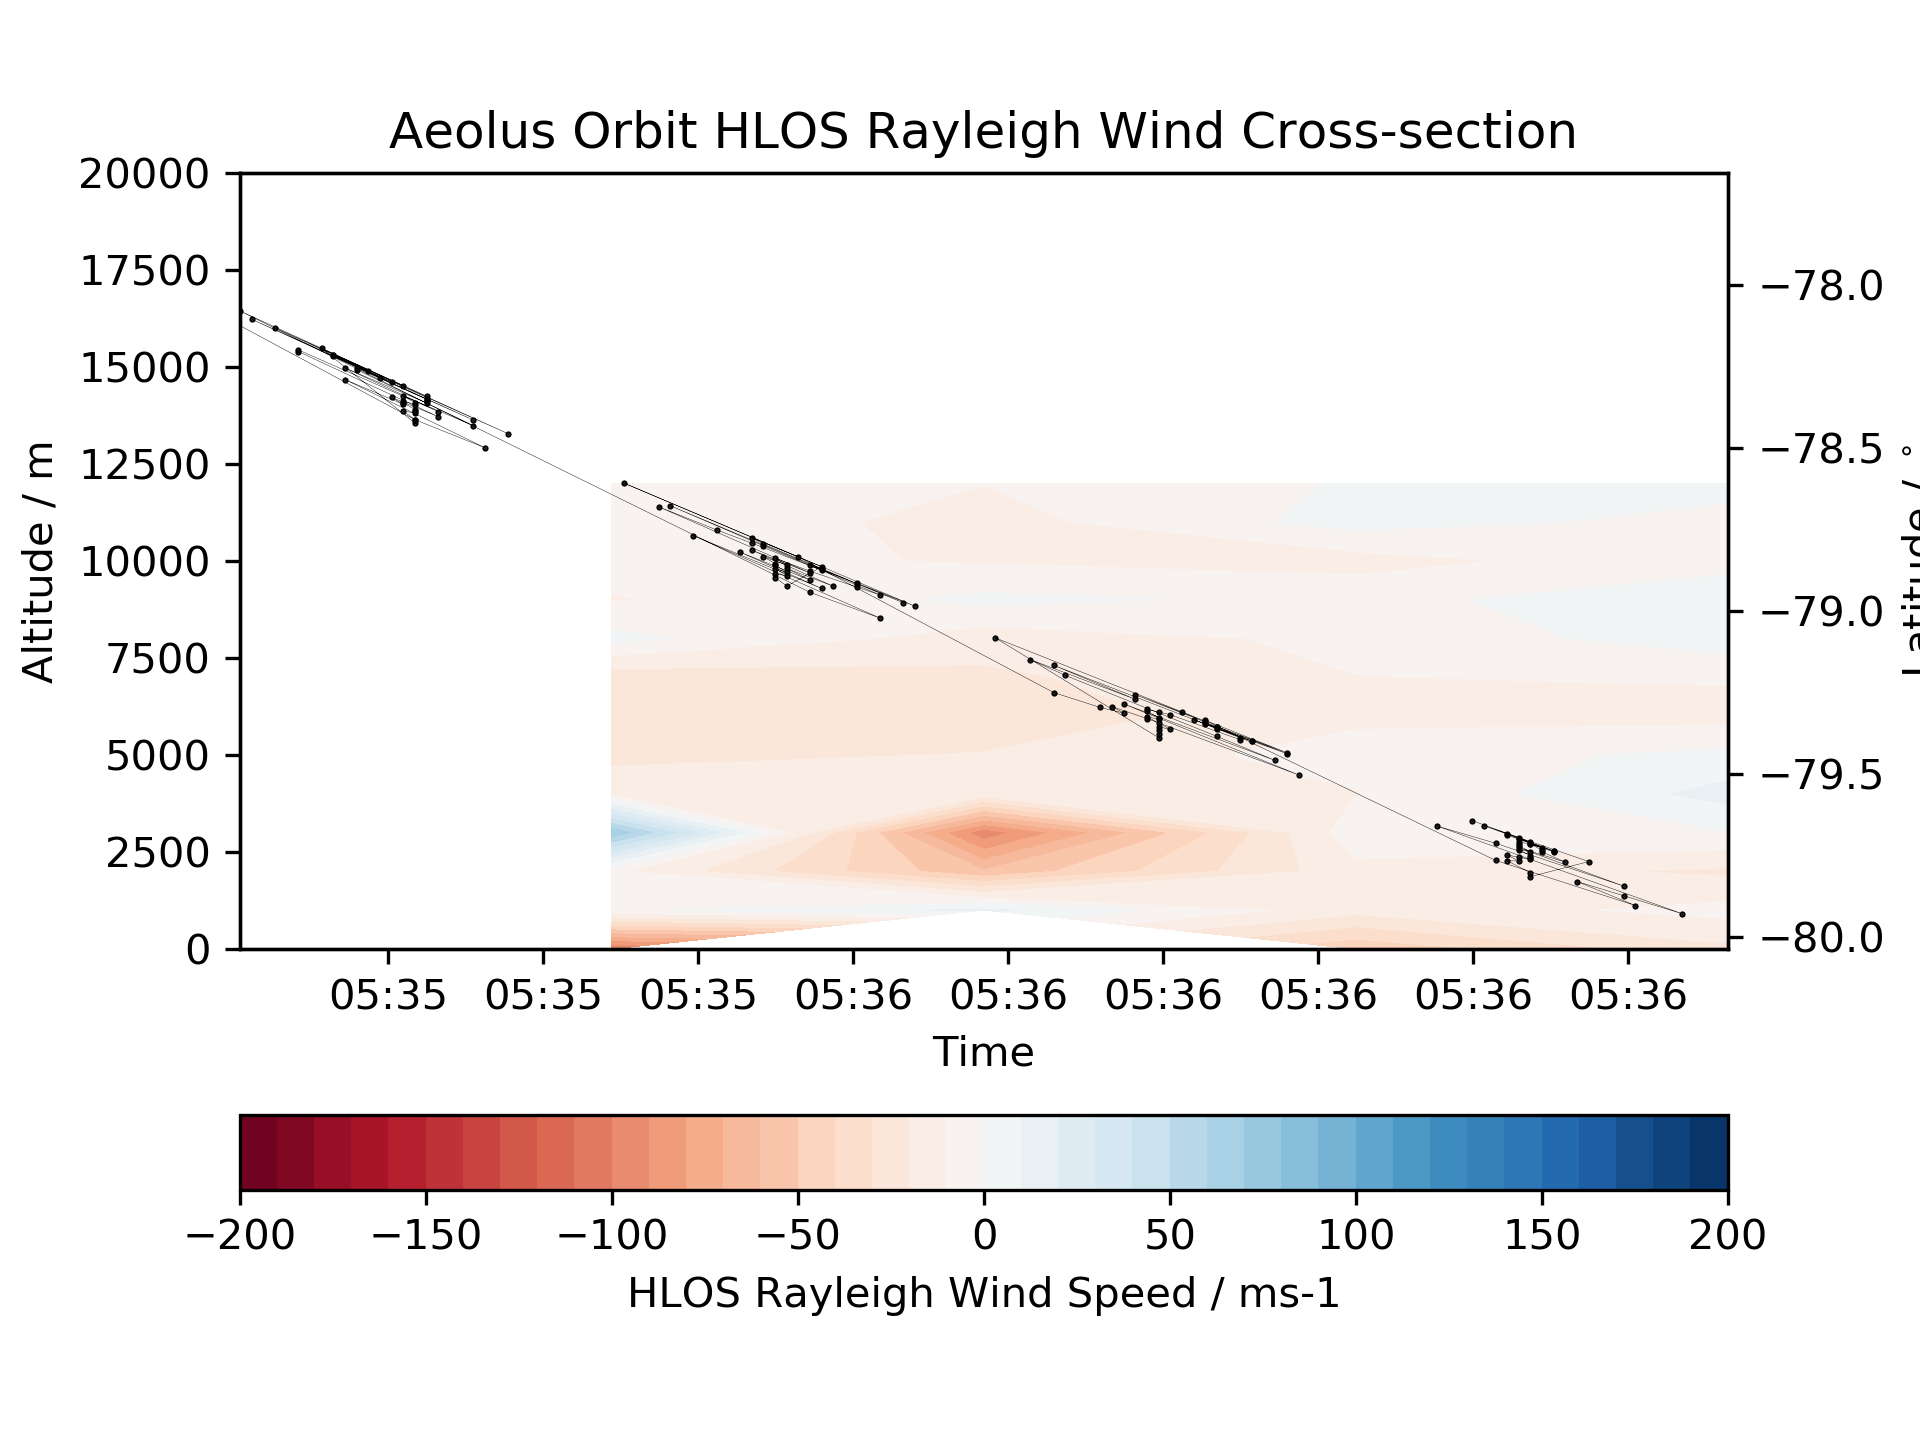 Aeolus Orbit HLOS Rayleigh Wind Cross-section
20000
17500
15000
12500
10000
7500
5000
2500
0
Altitude / m
−78.0
−78.5
−79.0
−79.5
−80.0
Latitude / °
05:35 05:35 05:35 05:36 05:36 05:36 05:36 05:36 05:36
Time
−200 −150 −100 −50 0 50 100 150 200
HLOS Rayleigh Wind Speed / ms-1